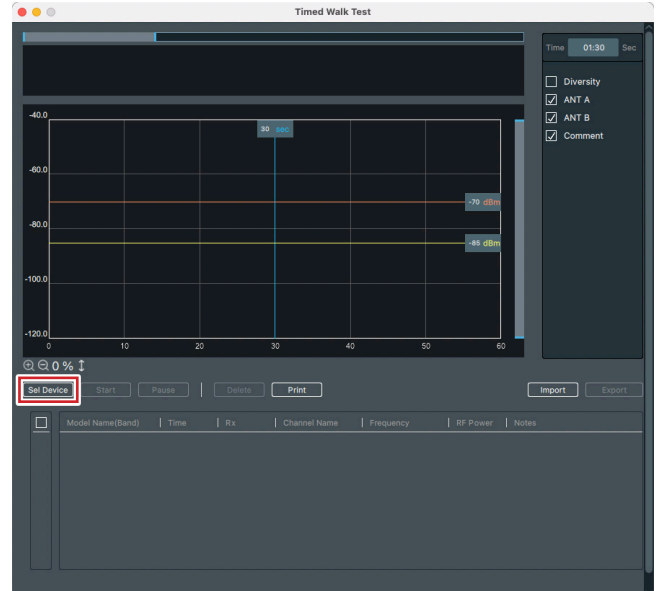 Timed Walk Test
Time 01:30 Sec
Diversity
ANT A
ANT B
Comment
-40.0
30 sec
-60.0
-70 dBm
-80.0
-85 dBm
-100.0
-120.0
0 10 20 30 40 50 60
0 %
Sel Device Start Pause Delete Print Import Export
Model Name(Band) Time Rx Channel Name Frequency RF Power Notes